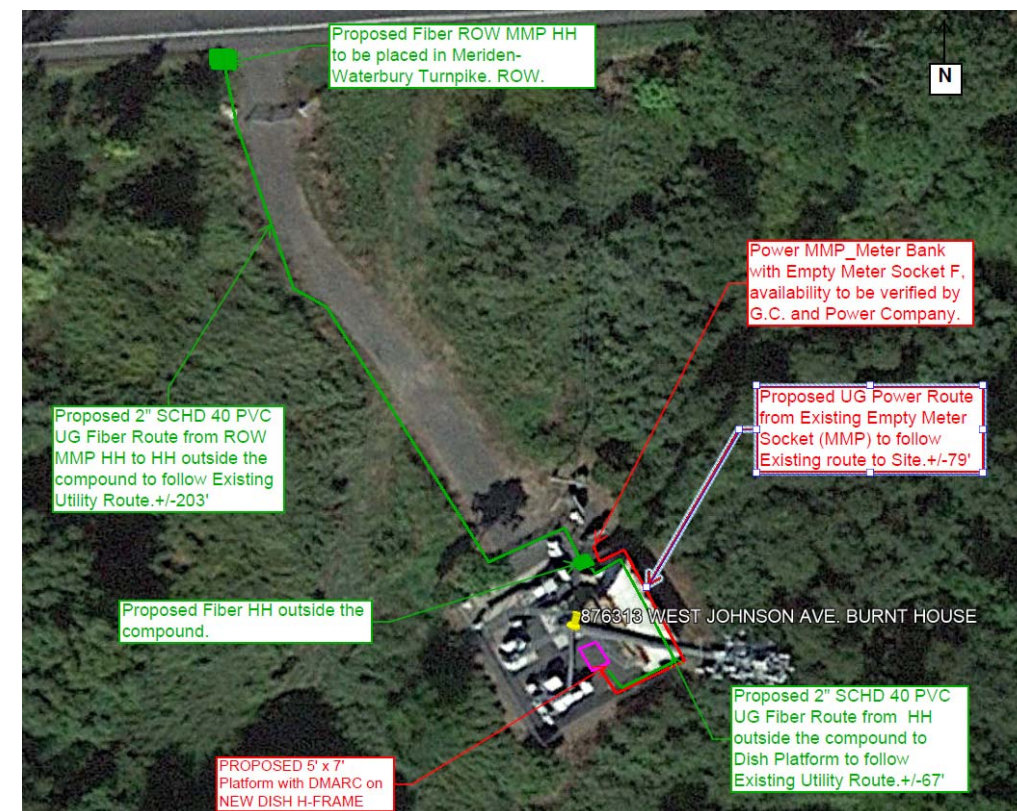 Proposed Fiber ROW MMP HH
to be placed in Meriden-
Waterbury Turnpike. ROW.
N
Power MMP_Meter Bank
with Empty Meter Socket F,
availability to be verified by
G.C. and Power Company.
Proposed UG Power Route
from Existing Empty Meter
Socket (MMP) to follow
Existing route to Site.+/-79'
Proposed 2" SCHD 40 PVC
UG Fiber Route from ROW
MMP HH to HH outside the
compound to follow Existing
Utility Route.+/-203'
Proposed Fiber HH outside the
compound.
876313 WEST JOHNSON AVE. BURNT HOUSE
Proposed 2" SCHD 40 PVC
UG Fiber Route from HH
outside the compound to
Dish Platform to follow
Existing Utility Route.+/-67'
PROPOSED 5' x 7'
Platform with DMARC on
NEW DISH H-FRAME